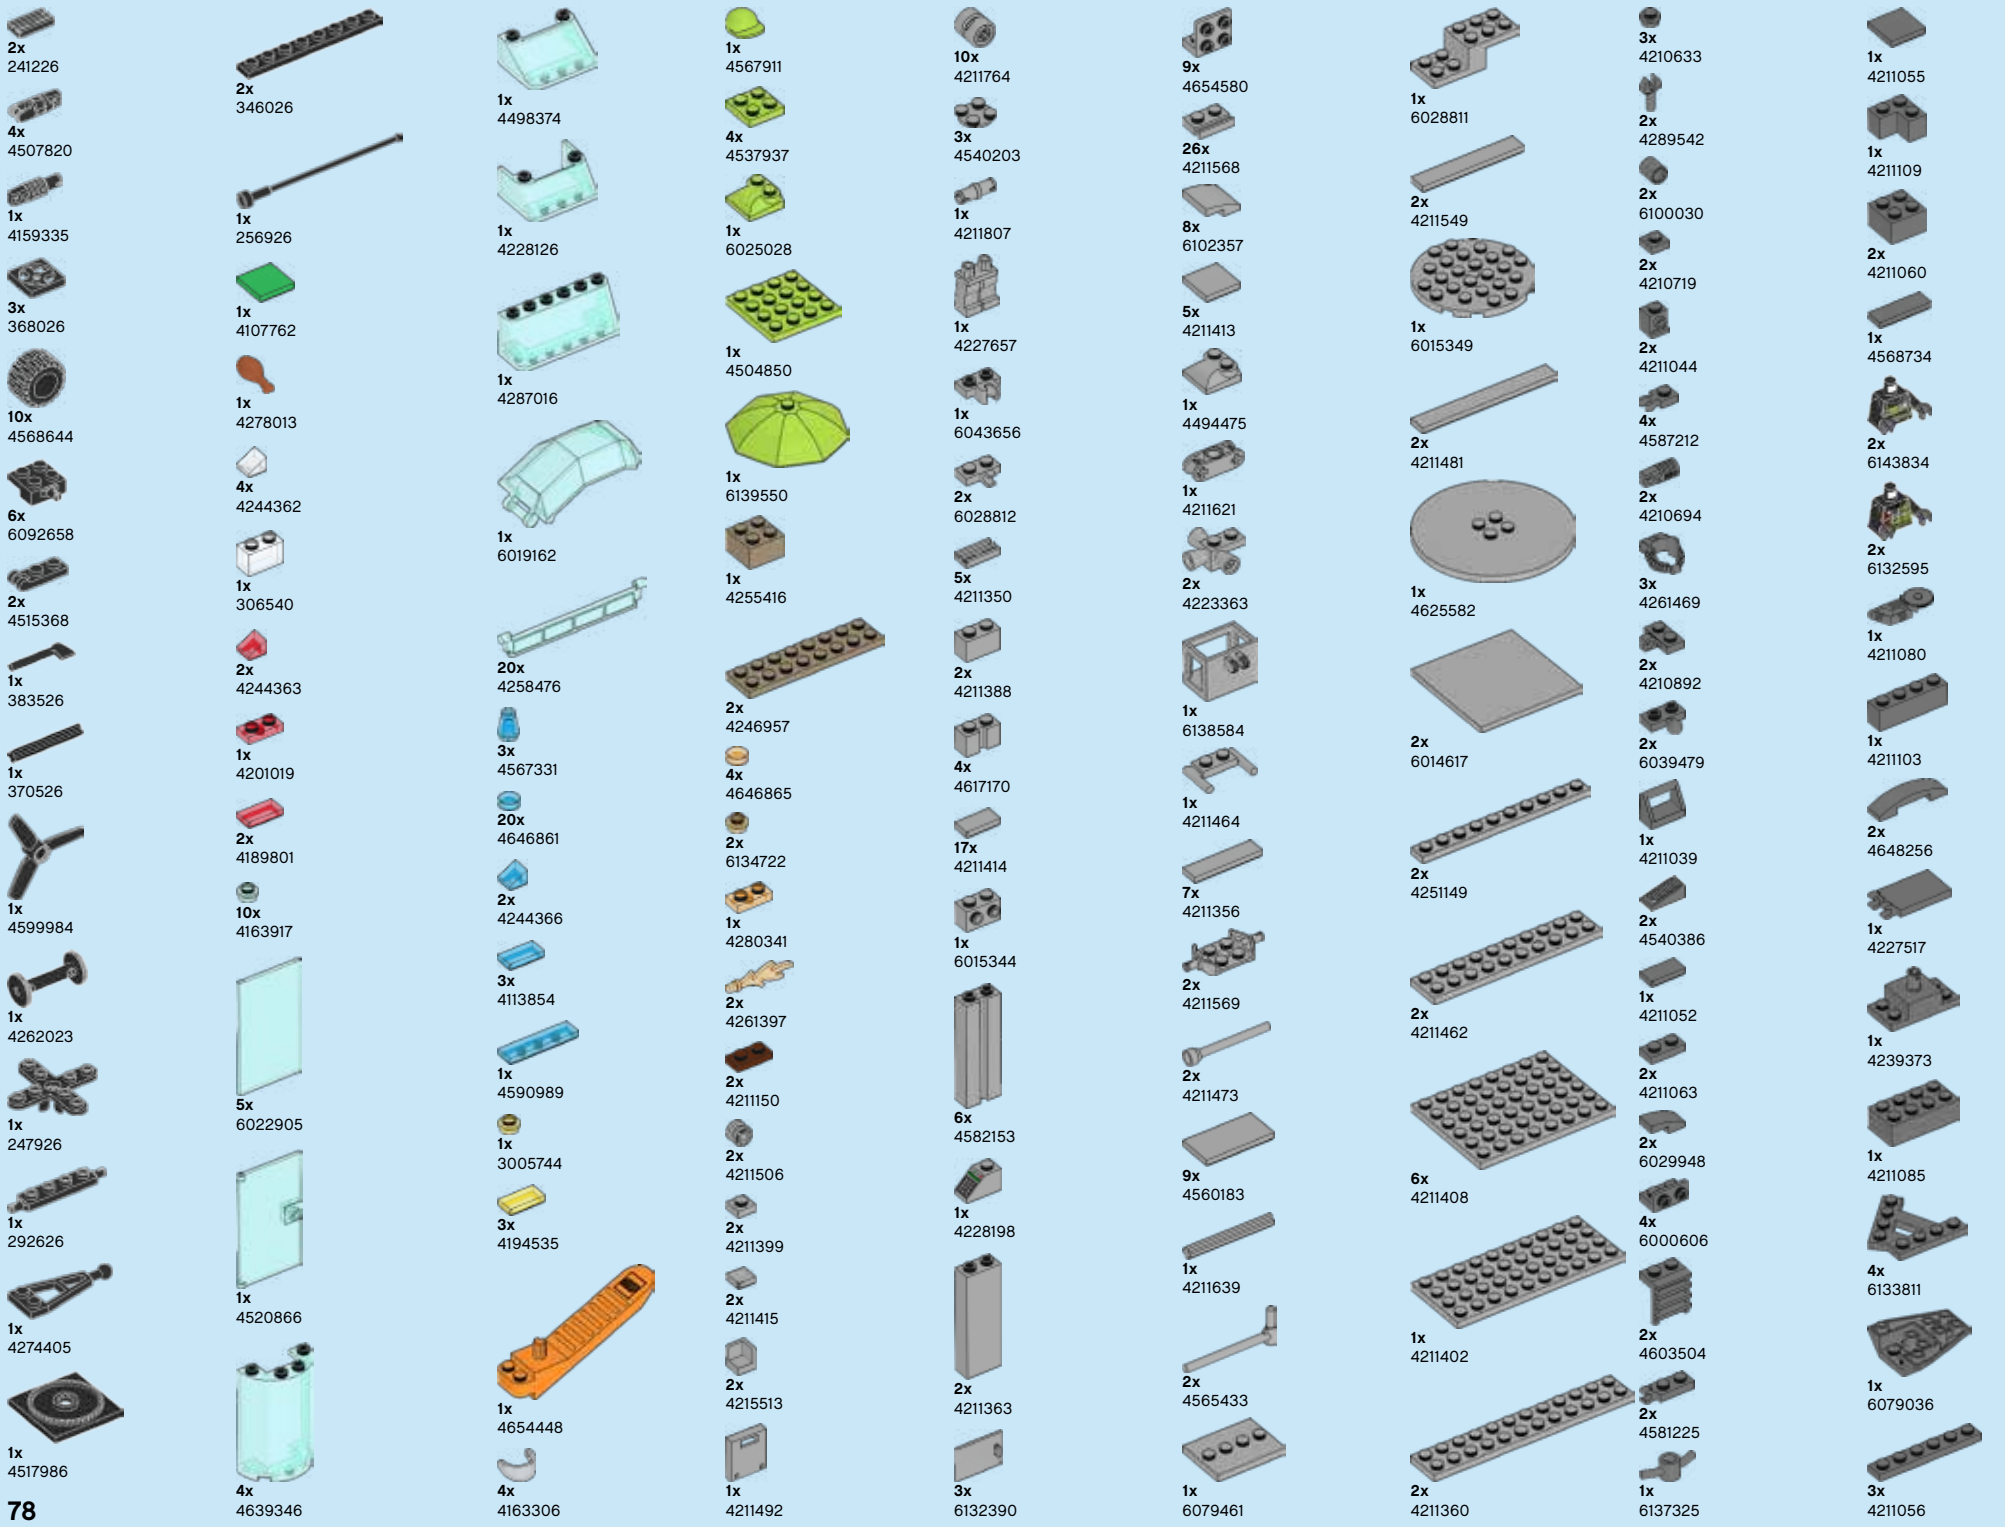 2x
241226
4x
4507820
1x
4159335
3x
368026
10x
4568644
6x
6092658
2x
4515368
1x
383526
1x
370526
1x
4599984
1x
4262023
1x
247926
1x
292626
1x
4274405
1x
4517986
78
2x
346026
1x
256926
1x
4107762
1x
4278013
4x
4244362
1x
306540
2x
4244363
1x
4201019
2x
4189801
10x
4163917
5x
6022905
1x
4520866
4x
4639346
1x
4498374
1x
4228126
1x
4287016
1x
6019162
20x
4258476
3x
4567331
20x
4646861
2x
4244366
3x
4113854
1x
4590989
1x
3005744
3x
4194535
1x
4654448
4x
4163306
1x
4567911
4x
4537937
1x
6025028
1x
4504850
1x
6139550
1x
4255416
2x
4246957
4x
4646865
2x
6134722
1x
4280341
2x
4261397
2x
4211150
2x
4211506
2x
4211399
2x
4211415
2x
4215513
1x
4211492
10x
4211764
3x
4540203
1x
4211807
1x
4227657
1x
6043656
2x
6028812
5x
4211350
2x
4211388
4x
4617170
17x
4211414
1x
6015344
6x
4582153
1x
4228198
2x
4211363
3x
6132390
9x
4654580
26x
4211568
8x
6102357
5x
4211413
1x
4494475
1x
4211621
2x
4223363
1x
6138584
1x
4211464
7x
4211356
2x
4211569
2x
4211473
9x
4560183
1x
4211639
2x
4565433
1x
6079461
1x
6028811
2x
4211549
1x
6015349
2x
4211481
1x
4625582
2x
6014617
2x
4251149
2x
4211462
6x
4211408
1x
4211402
2x
4211360
3x
4210633
2x
4289542
2x
6100030
2x
4210719
2x
4211044
4x
4587212
2x
4210694
3x
4261469
2x
4210892
2x
6039479
1x
4211039
2x
4540386
1x
4211052
2x
4211063
2x
6029948
4x
6000606
2x
4603504
2x
4581225
1x
6137325
1x
4211055
1x
4211109
2x
4211060
1x
4568734
2x
6143834
2x
6132595
1x
4211080
1x
4211103
2x
4648256
1x
4227517
1x
4239373
1x
4211085
4x
6133811
1x
6079036
3x
4211056